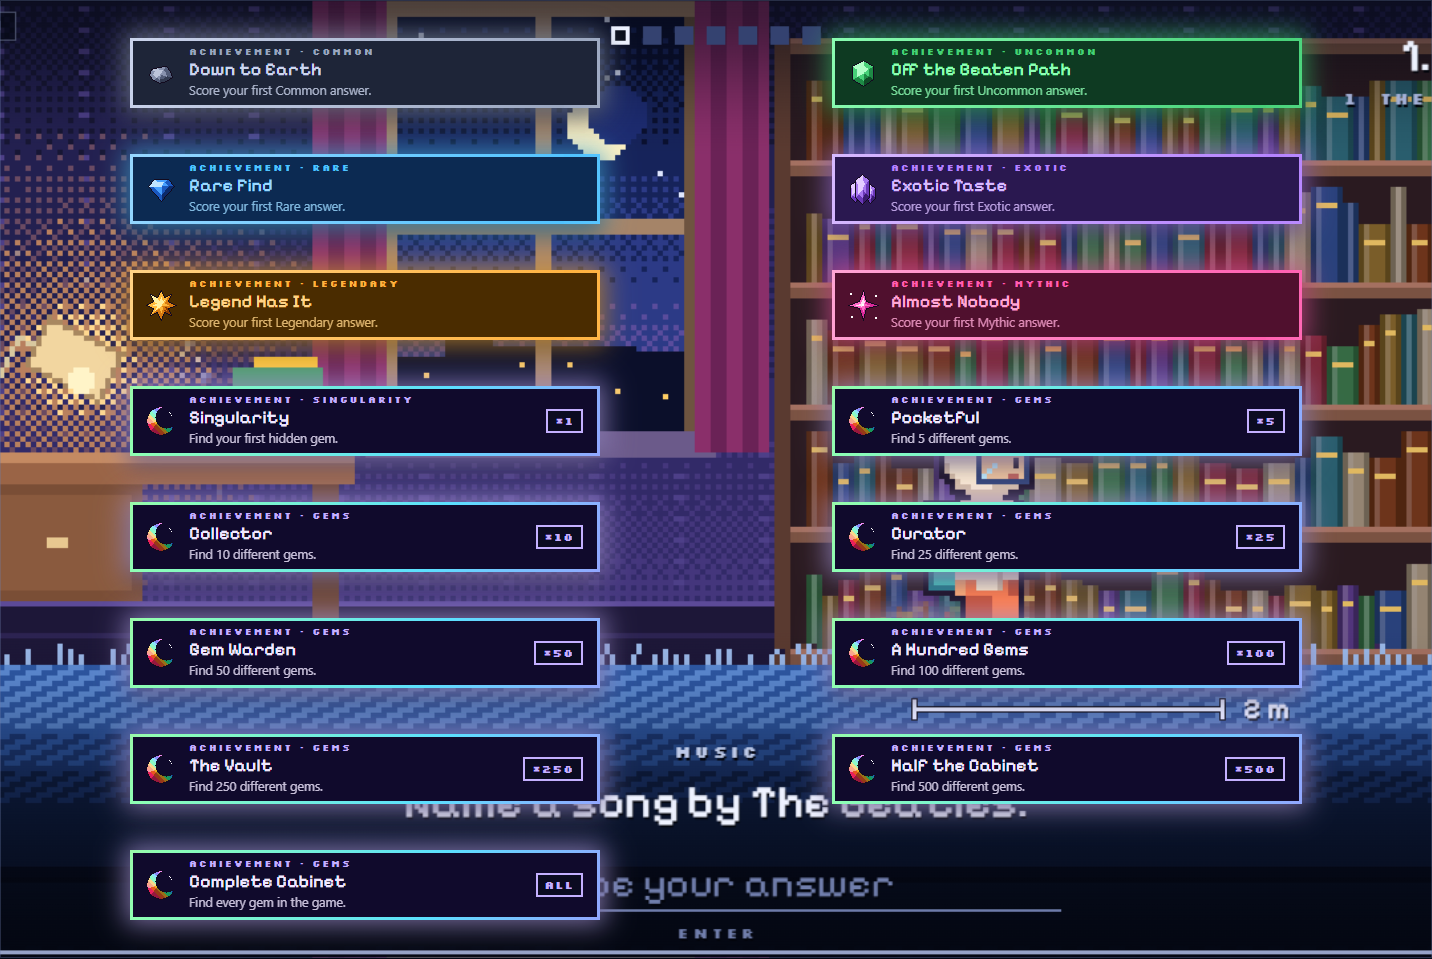 ACHIEVEMENT · COMMON
Down to Earth
Score your first Common answer.
ACHIEVEMENT · UNCOMMON
Off the Beaten Path
Score your first Uncommon answer.
1.
1 THE
ACHIEVEMENT · RARE
Rare Find
Score your first Rare answer.
ACHIEVEMENT · EXOTIC
Exotic Taste
Score your first Exotic answer.
ACHIEVEMENT · LEGENDARY
Legend Has It
Score your first Legendary answer.
ACHIEVEMENT · MYTHIC
Almost Nobody
Score your first Mythic answer.
ACHIEVEMENT · SINGULARITY
Singularity
Find your first hidden gem.
×1
ACHIEVEMENT · GEMS
Pocketful
Find 5 different gems.
×5
ACHIEVEMENT · GEMS
Collector
Find 10 different gems.
×10
ACHIEVEMENT · GEMS
Curator
Find 25 different gems.
×25
ACHIEVEMENT · GEMS
Gem Warden
Find 50 different gems.
×50
ACHIEVEMENT · GEMS
A Hundred Gems
Find 100 different gems.
×100
2 m
ACHIEVEMENT · GEMS
The Vault
Find 250 different gems.
×250
MUSIC
ACHIEVEMENT · GEMS
Half the Cabinet
Find 500 different gems.
×500
Name a song by The Beatles.
ACHIEVEMENT · GEMS
Complete Cabinet
Find every gem in the game.
ALL
your answer
ENTER